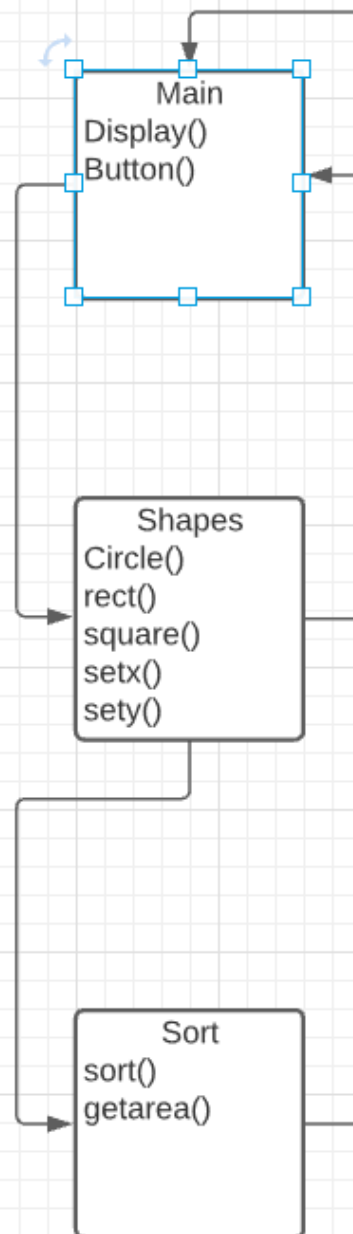 Main
Display()
Button()
Shapes
Circle()
rect()
square()
setx()
sety()
Sort
sort()
getarea()